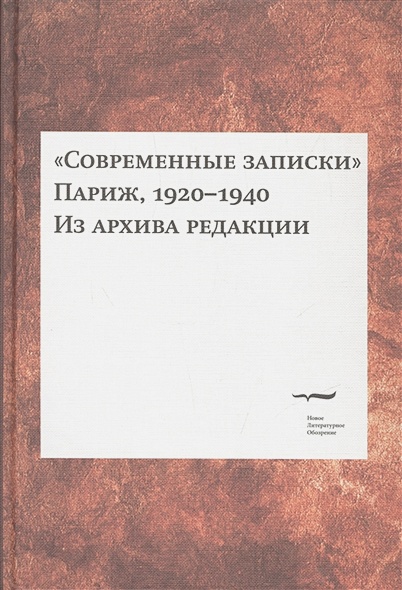 «Современные записки»
Париж, 1920–1940
Из архива редакции
Новое
Литературное
Обозрение